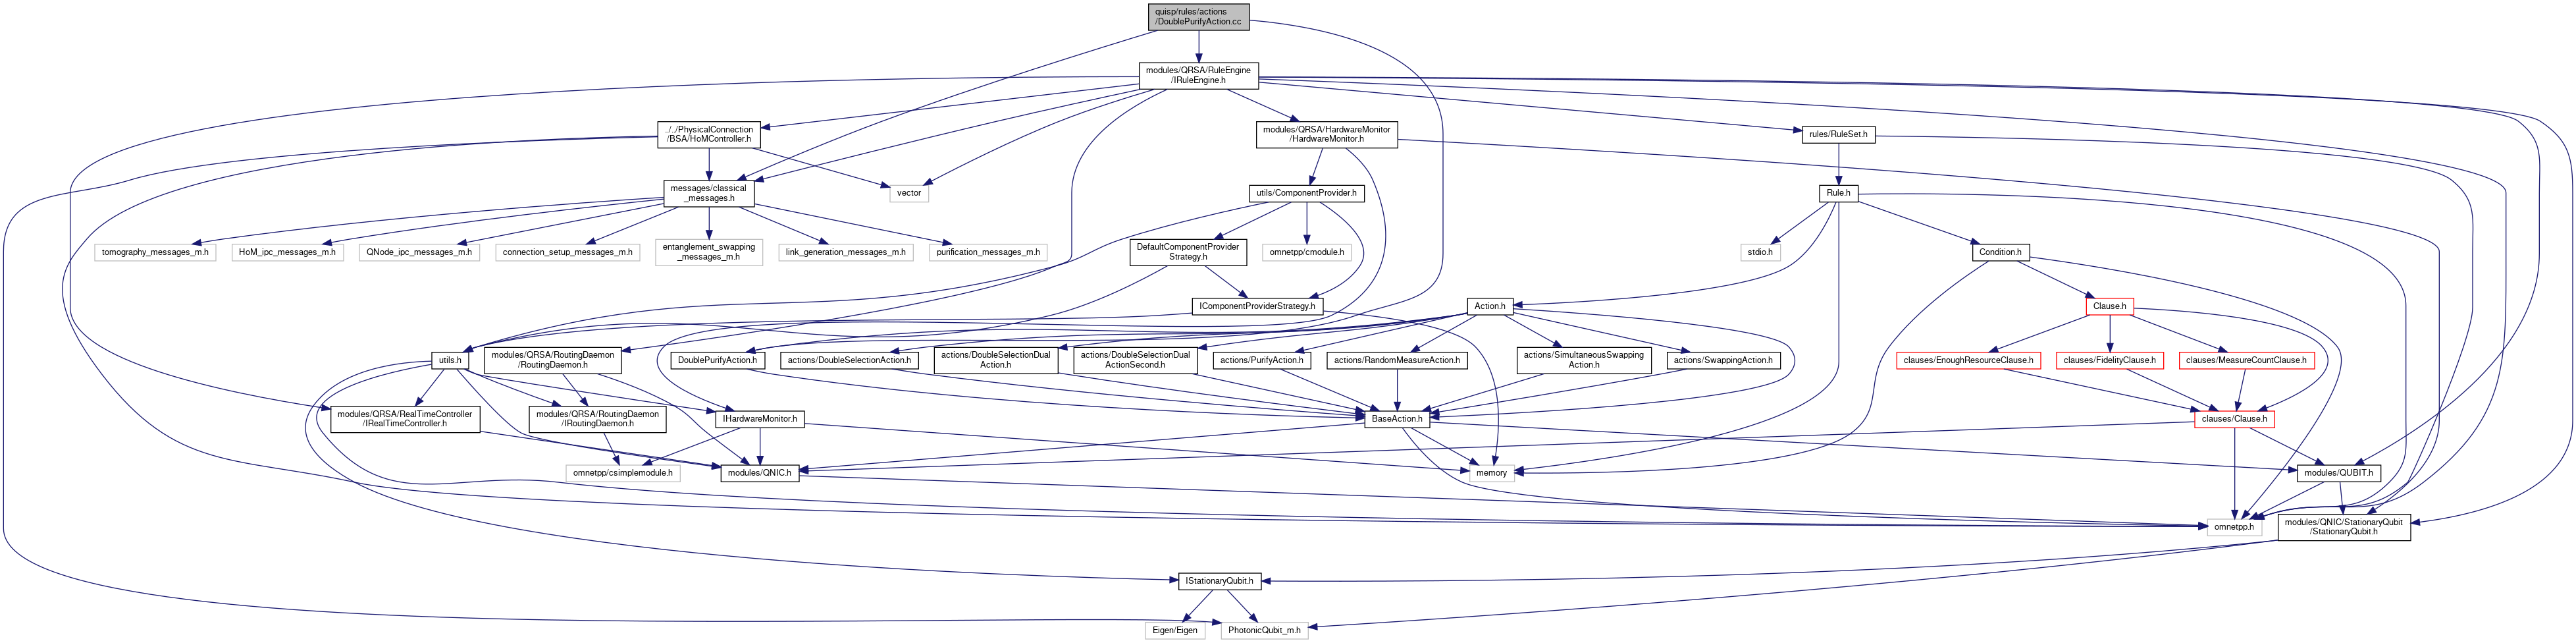 quisp/rules/actions
/DoublePurifyAction.cc
modules/QRSA/RuleEngine
/IRuleEngine.h
../../PhysicalConnection
/BSA/HoMController.h
modules/QRSA/HardwareMonitor
/HardwareMonitor.h
rules/RuleSet.h
messages/classical
_messages.h
vector
utils/ComponentProvider.h
Rule.h
tomography_messages_m.h
HoM_ipc_messages_m.h
QNode_ipc_messages_m.h
connection_setup_messages_m.h
entanglement_swapping
_messages_m.h
link_generation_messages_m.h
purification_messages_m.h
DefaultComponentProvider
Strategy.h
omnetpp/cmodule.h
stdio.h
Condition.h
IComponentProviderStrategy.h
Action.h
Clause.h
utils.h
modules/QRSA/RoutingDaemon
/RoutingDaemon.h
DoublePurifyAction.h
actions/DoubleSelectionAction.h
actions/DoubleSelectionDual
Action.h
actions/DoubleSelectionDual
ActionSecond.h
actions/PurifyAction.h
actions/RandomMeasureAction.h
actions/SimultaneousSwapping
Action.h
actions/SwappingAction.h
clauses/EnoughResourceClause.h
clauses/FidelityClause.h
clauses/MeasureCountClause.h
modules/QRSA/RealTimeController
/IRealTimeController.h
modules/QRSA/RoutingDaemon
/IRoutingDaemon.h
IHardwareMonitor.h
BaseAction.h
clauses/Clause.h
omnetpp/csimplemodule.h
modules/QNIC.h
memory
modules/QUBIT.h
omnetpp.h
modules/QNIC/StationaryQubit
/StationaryQubit.h
IStationaryQubit.h
Eigen/Eigen
PhotonicQubit_m.h